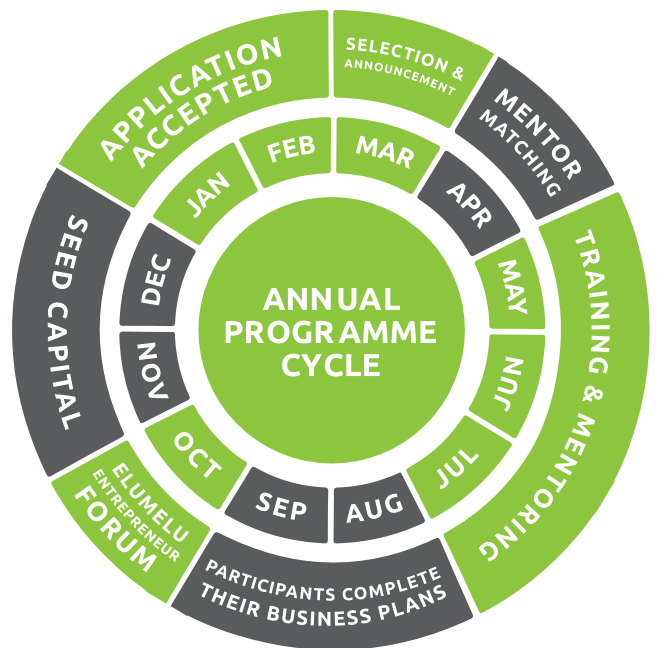 ANNUAL
PROGRAMME
CYCLE
JAN
FEB
MAR
APR
MAY
JUN
JUL
AUG
SEP
OCT
NOV
DEC
APPLICATION
ACCEPTED
SELECTION &
ANNOUNCEMENT
MENTOR
MATCHING
TRAINING & MENTORING
PARTICIPANTS COMPLETE
THEIR BUSINESS PLANS
ELUMELU
ENTREPRENEUR
FORUM
SEED CAPITAL